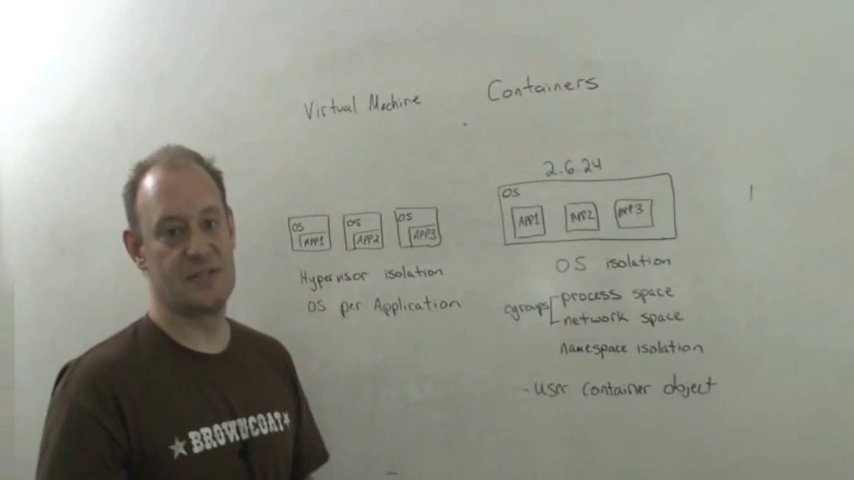 Virtual Machine
Containers
2.6.24
OS
APP1
OS
APP2
OS
APP3
OS
APP1
APP2
APP3
Hypervisor isolation
OS per Application
OS isolation
cgroups
process space
network space
namespace isolation
- user container object
BROWNCOAT